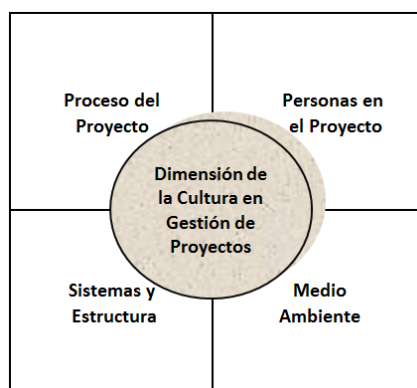 Proceso del
Proyecto
Personas en
el Proyecto
Dimensión de
la Cultura en
Gestión de
Proyectos
Sistemas y
Estructura
Medio
Ambiente